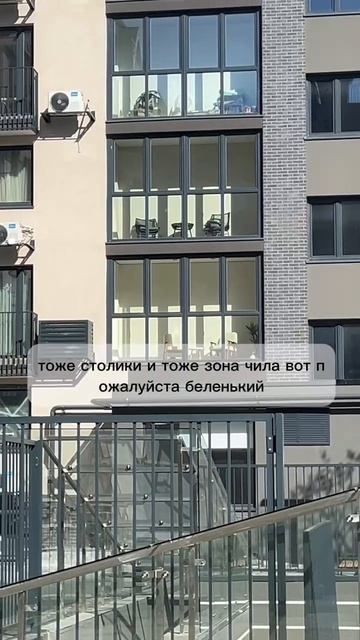 тоже столики и тоже зона чила вот п
ожалуйста беленький